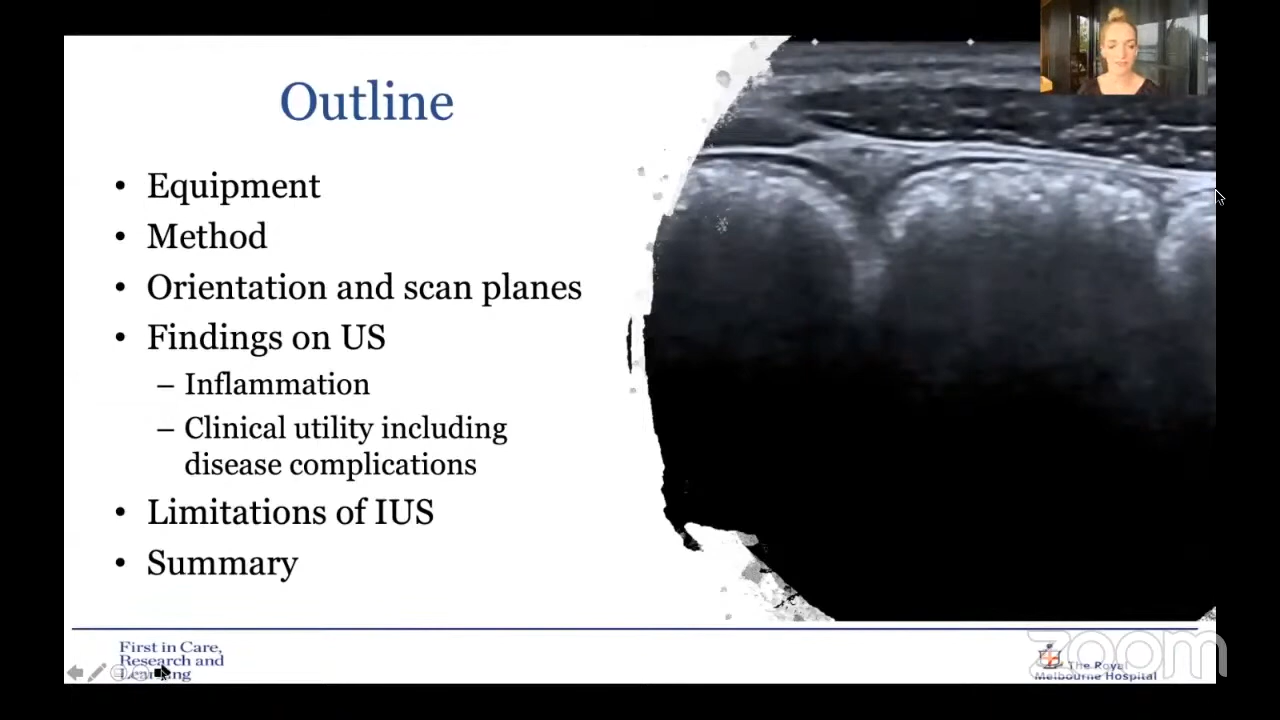 Outline
• Equipment
• Method
• Orientation and scan planes
• Findings on US
– Inflammation
– Clinical utility including
disease complications
• Limitations of IUS
• Summary
First in Care,
Research and
Learning
The Royal
Melbourne Hospital
zoom